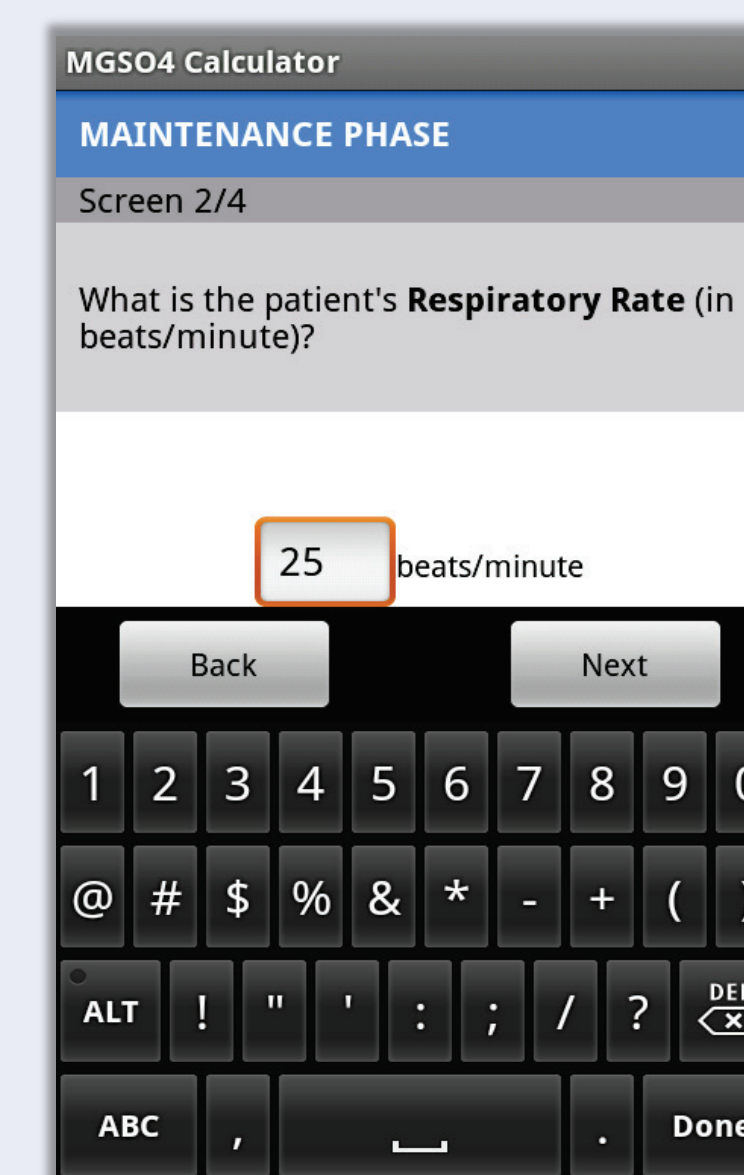 MGSO4 Calculator
MAINTENANCE PHASE
Screen 2/4
What is the patient's Respiratory Rate (in
beats/minute)?
25 beats/minute
Back Next
1 2 3 4 5 6 7 8 9
@ # $ % & * - + (
ALT ! " ' : ; / ?
ABC , . Done